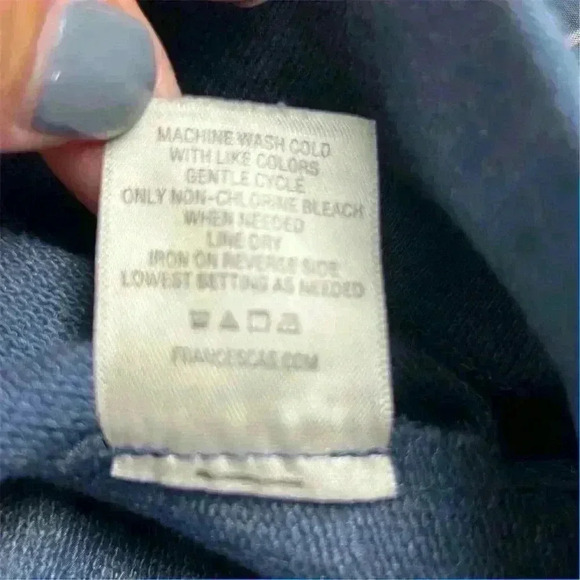 MACHINE WASH COLD
WITH LIKE COLORS
GENTLE CYCLE
ONLY NON-CHLORINE BLEACH
WHEN NEEDED
LINE DRY
IRON ON REVERSE SIDE
LOWEST SETTING AS NEEDED
FRANCESCAS.COM